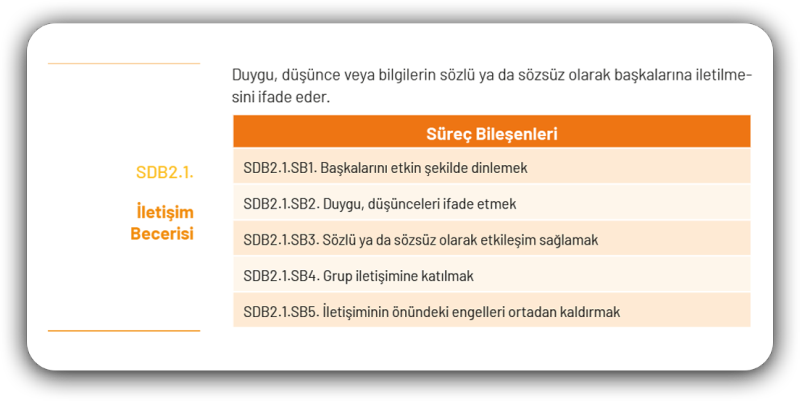 Duygu, düşünce veya bilgilerin sözlü ya da sözsüz olarak başkalarına iletilme-
sini ifade eder.
SDB2.1.
İletişim
Becerisi
Süreç Bileşenleri
SDB2.1.SB1. Başkalarını etkin şekilde dinlemek
SDB2.1.SB2. Duygu, düşünceleri ifade etmek
SDB2.1.SB3. Sözlü ya da sözsüz olarak etkileşim sağlamak
SDB2.1.SB4. Grup iletişimine katılmak
SDB2.1.SB5. İletişiminin önündeki engelleri ortadan kaldırmak